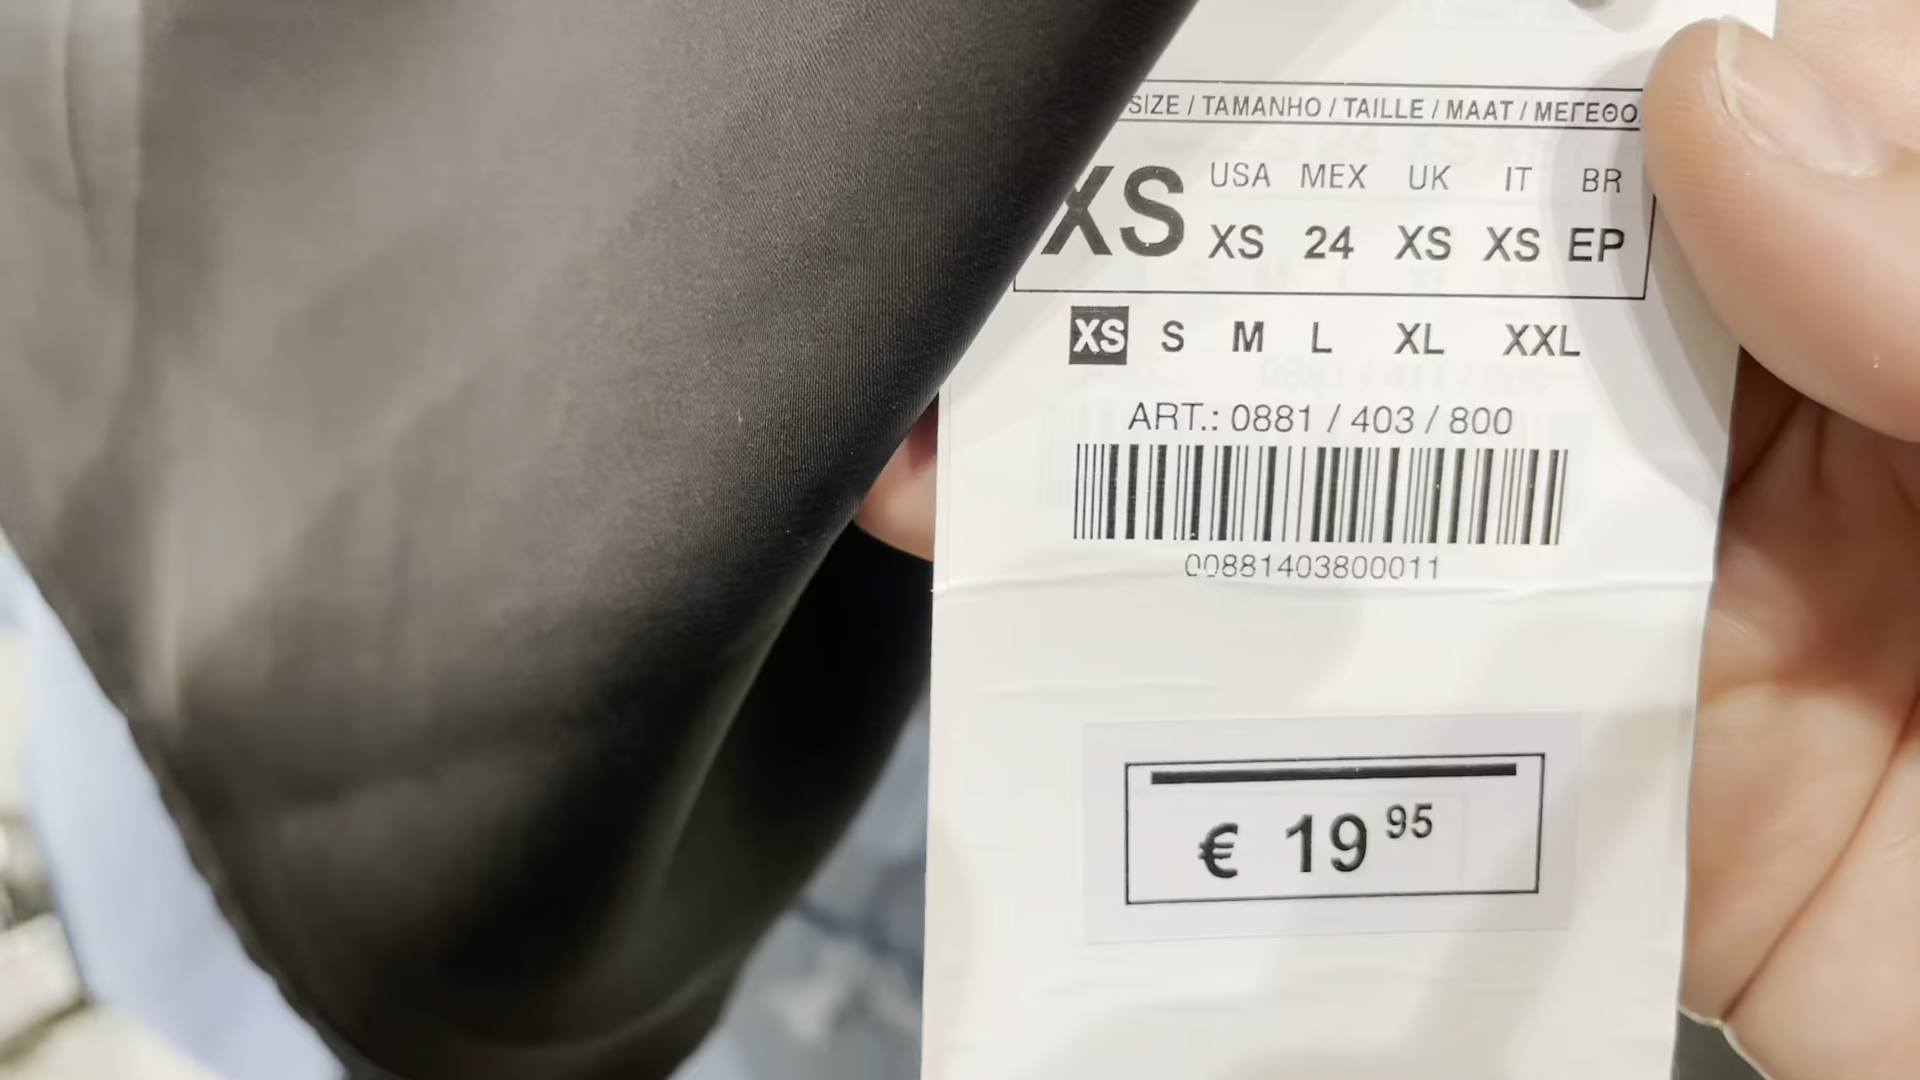 SIZE / TAMANHO / TAILLE / MAAT / ΜΕΓΕΘΟ
XS USA MEX UK IT BR
XS 24 XS XS EP
XS S M L XL XXL
ART.: 0881 / 403 / 800
00881403800011
€ 19 95